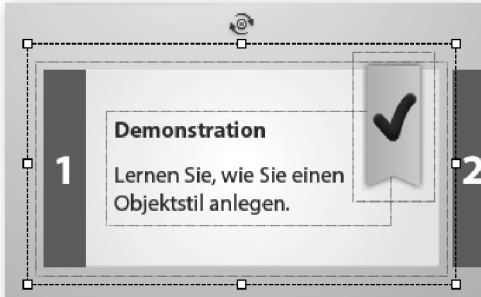 Demonstration
1
Lernen Sie, wie Sie einen
Objektstil anlegen.
2